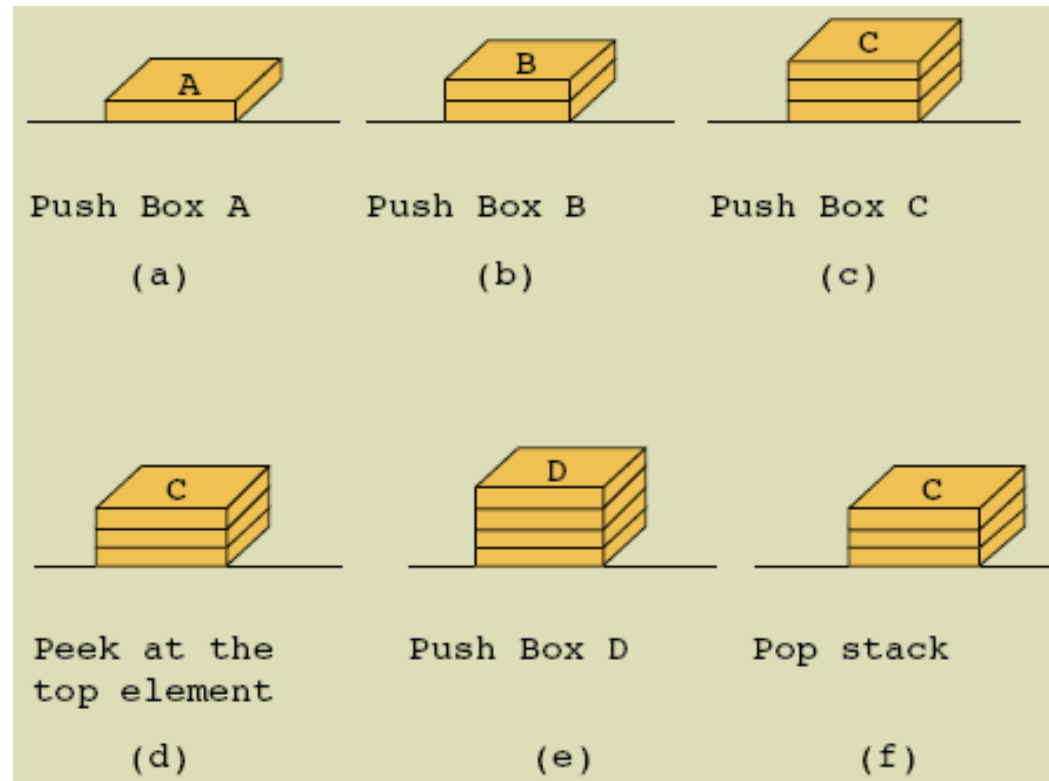 A
B
C
Push Box A
Push Box B
Push Box C
(a)
(b)
(c)
C
D
C
Peek at the
top element
Push Box D
Pop stack
(d)
(e)
(f)